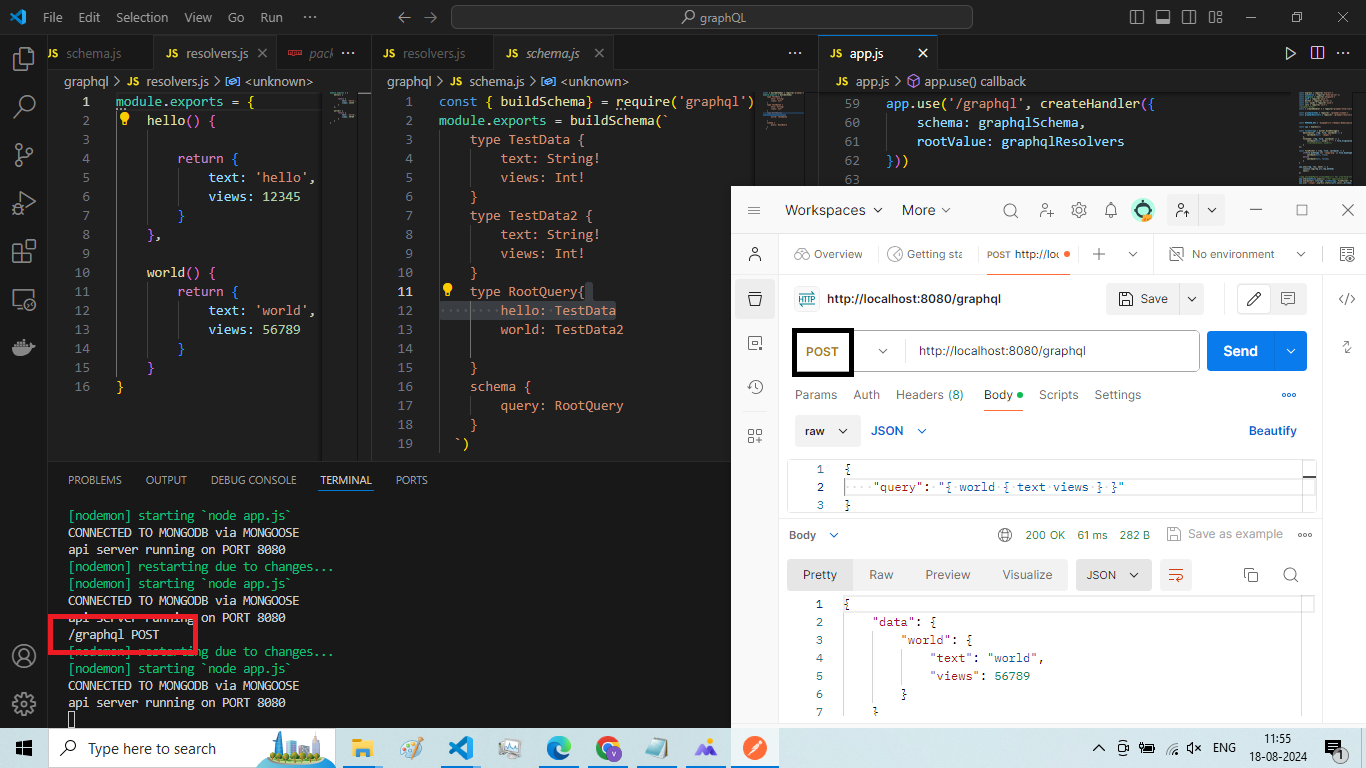 File Edit Selection View Go Run ···
graphQL
JS schema.js
JS resolvers.js
pack ···
graphql > JS resolvers.js > <unknown>
1 module.exports = {
2 hello() {
3
4 return {
5 text: 'hello',
6 views: 12345
7 }
8 },
9
10 world() {
11 return {
12 text: 'world',
13 views: 56789
14 }
15 }
16 }
JS resolvers.js
JS schema.js
···
graphql > JS schema.js > <unknown>
1 const { buildSchema} = require('graphql')
2 module.exports = buildSchema(`
3 type TestData {
4 text: String!
5 views: Int!
6 }
7 type TestData2 {
8 text: String!
9 views: Int!
10 }
11 type RootQuery{
12 hello: TestData
13 world: TestData2
14
15 }
16 schema {
17 query: RootQuery
18 }
19 `)
JS app.js
···
JS app.js > app.use() callback
59 app.use('/graphql', createHandler({
60 schema: graphqlSchema,
61 rootValue: graphqlResolvers
62 }))
63
PROBLEMS OUTPUT DEBUG CONSOLE TERMINAL PORTS
[nodemon] starting `node app.js`
CONNECTED TO MONGODB via MONGOOSE
api server running on PORT 8080
[nodemon] restarting due to changes...
[nodemon] starting `node app.js`
CONNECTED TO MONGODB via MONGOOSE
api server running on PORT 8080
/graphql POST
[nodemon] restarting due to changes...
[nodemon] starting `node app.js`
CONNECTED TO MONGODB via MONGOOSE
api server running on PORT 8080
Workspaces More
Overview
Getting sta
POST http://loc
No environment
HTTP http://localhost:8080/graphql
Save
POST
http://localhost:8080/graphql
Send
Params Auth Headers (8) Body Scripts Settings
raw JSON
Beautify
1 {
2 ····"query":·"{·world·{·text·views·}·}"
3 }
Body
200 OK 61 ms 282 B
Save as example
Pretty Raw Preview Visualize
JSON
1 {
2 "data": {
3 "world": {
4 "text": "world",
5 "views": 56789
6 }
7 }
Type here to search
ENG
11:55
18-08-2024
1